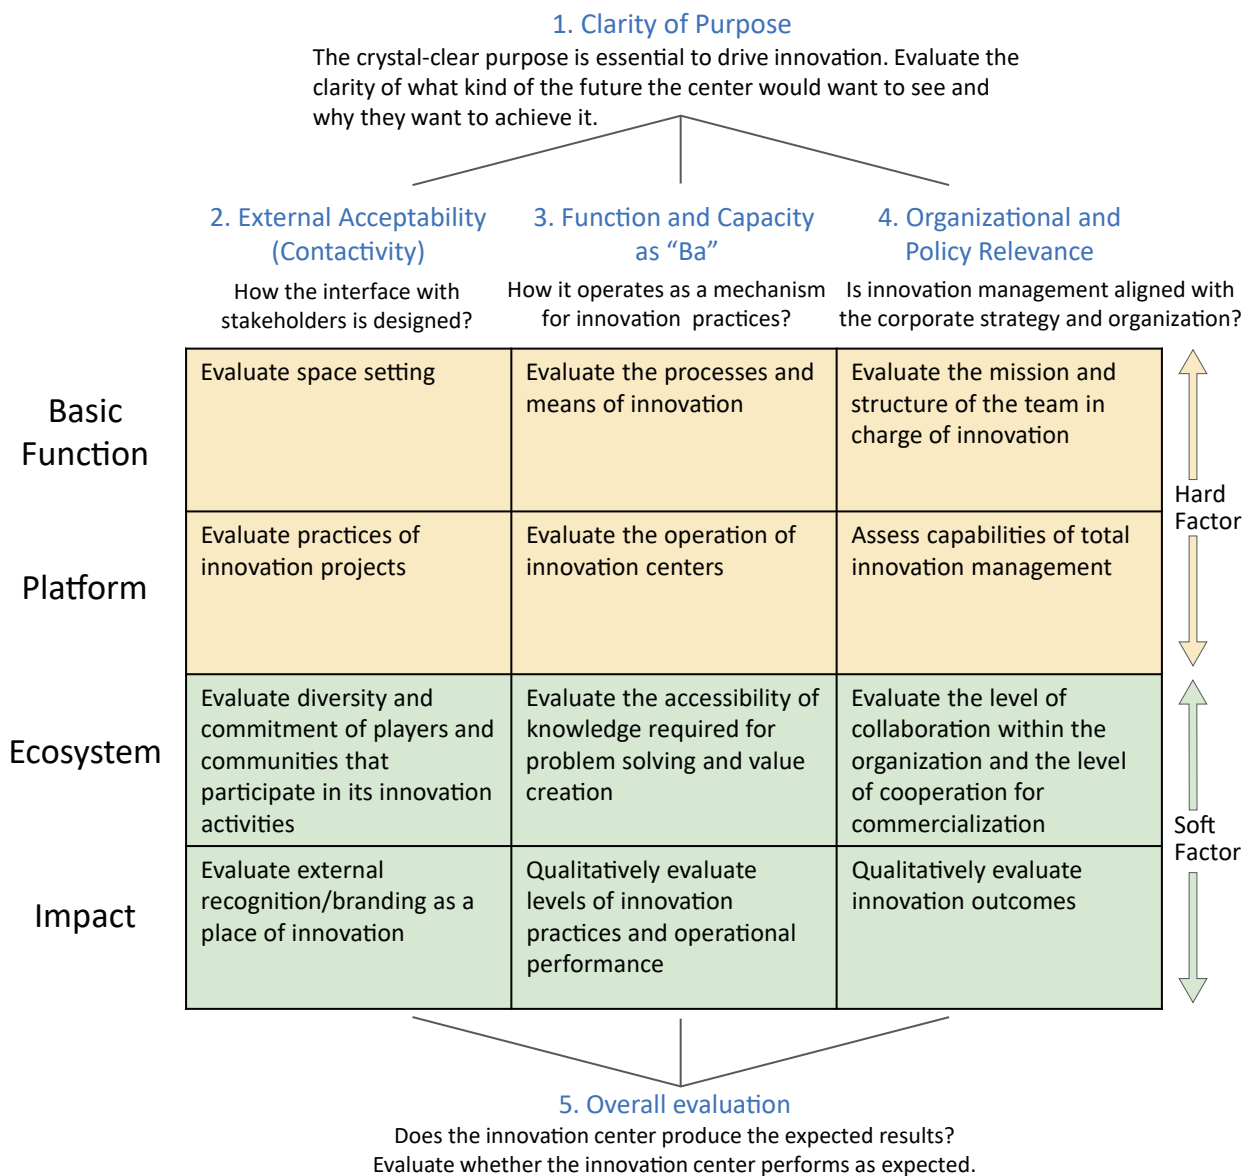 1. Clarity of Purpose
The crystal-clear purpose is essential to drive innovation. Evaluate the
clarity of what kind of the future the center would want to see and
why they want to achieve it.
2. External Acceptability
(Contactivity)
How the interface with
stakeholders is designed?
3. Function and Capacity
as “Ba”
How it operates as a mechanism
for innovation practices?
4. Organizational and
Policy Relevance
Is innovation management aligned with
the corporate strategy and organization?
Basic
Function
Evaluate space setting
Evaluate the processes and
means of innovation
Evaluate the mission and
structure of the team in
charge of innovation
Hard
Factor
Platform
Evaluate practices of
innovation projects
Evaluate the operation of
innovation centers
Assess capabilities of total
innovation management
Ecosystem
Evaluate diversity and
commitment of players and
communities that
participate in its innovation
activities
Evaluate the accessibility of
knowledge required for
problem solving and value
creation
Evaluate the level of
collaboration within the
organization and the level
of cooperation for
commercialization
Soft
Factor
Impact
Evaluate external
recognition/branding as a
place of innovation
Qualitatively evaluate
levels of innovation
practices and operational
performance
Qualitatively evaluate
innovation outcomes
5. Overall evaluation
Does the innovation center produce the expected results?
Evaluate whether the innovation center performs as expected.